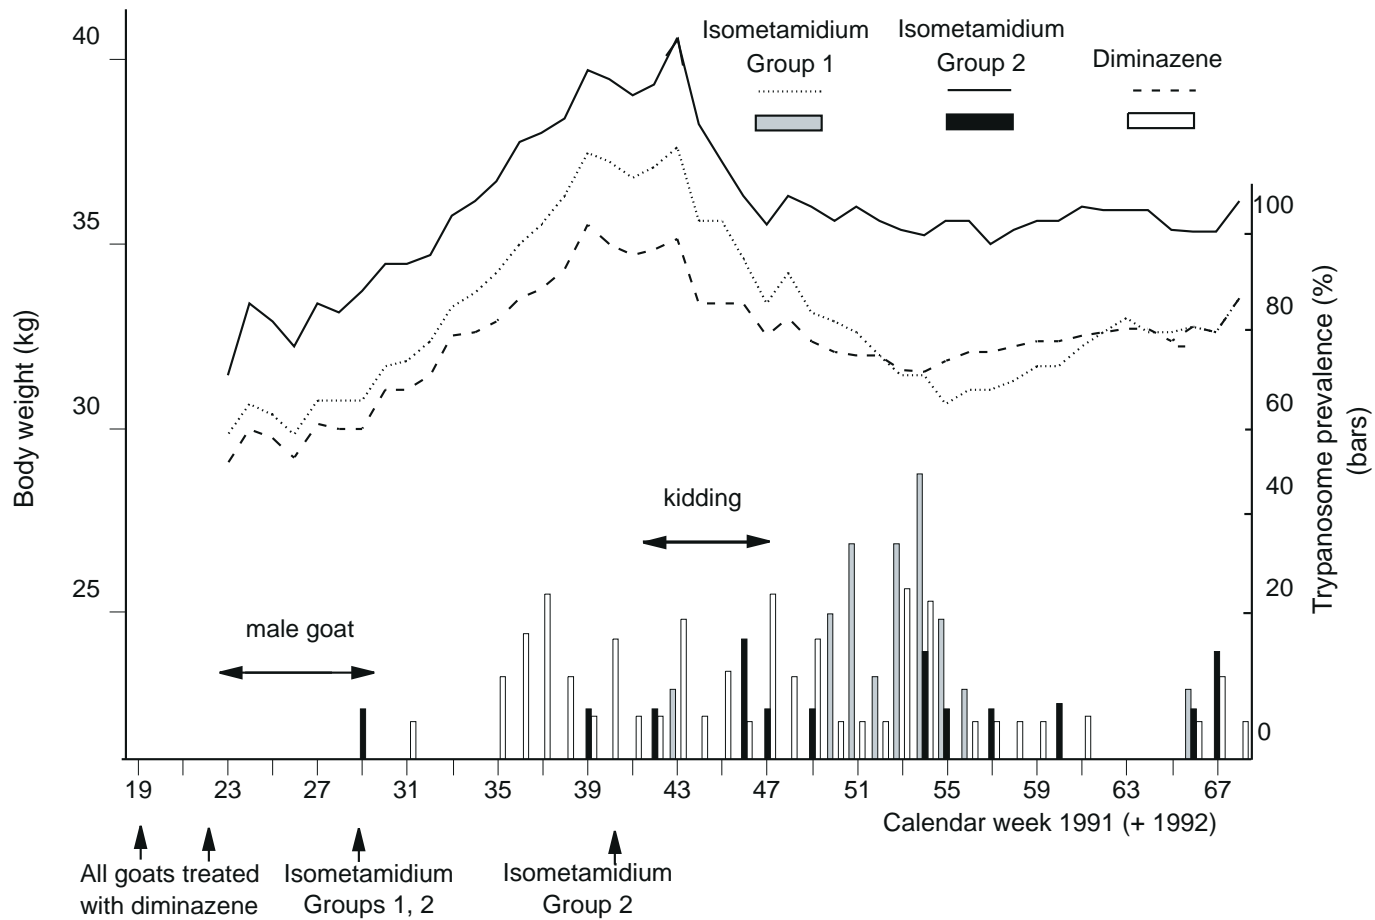 40
35
30
25
Body weight (kg)
Isometamidium
Group 1
Isometamidium
Group 2
Diminazene
100
80
60
40
20
0
Trypanosome prevalence (%)
(bars)
kidding
male goat
19 23 27 31 35 39 43 47 51 55 59 63 67
Calendar week 1991 (+ 1992)
All goats treated
with diminazene
Isometamidium
Groups 1, 2
Isometamidium
Group 2